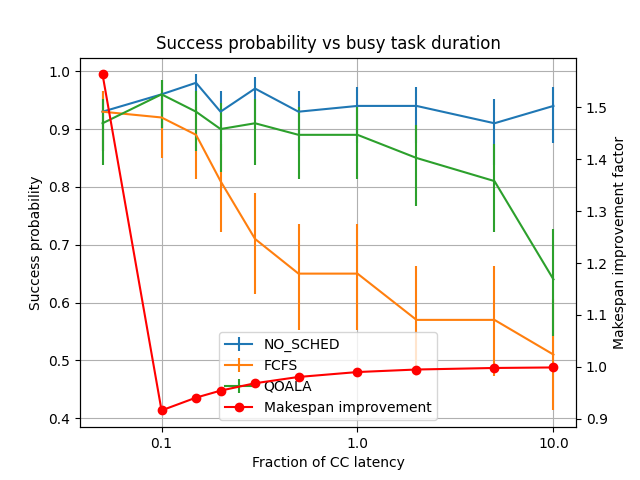 Success probability vs busy task duration
Success probability
1.0
0.9
0.8
0.7
0.6
0.5
0.4
0.1
1.0
10.0
Fraction of CC latency
1.5
1.4
1.3
1.2
1.1
1.0
0.9
Makespan improvement factor
NO_SCHED
FCFS
QOALA
Makespan improvement